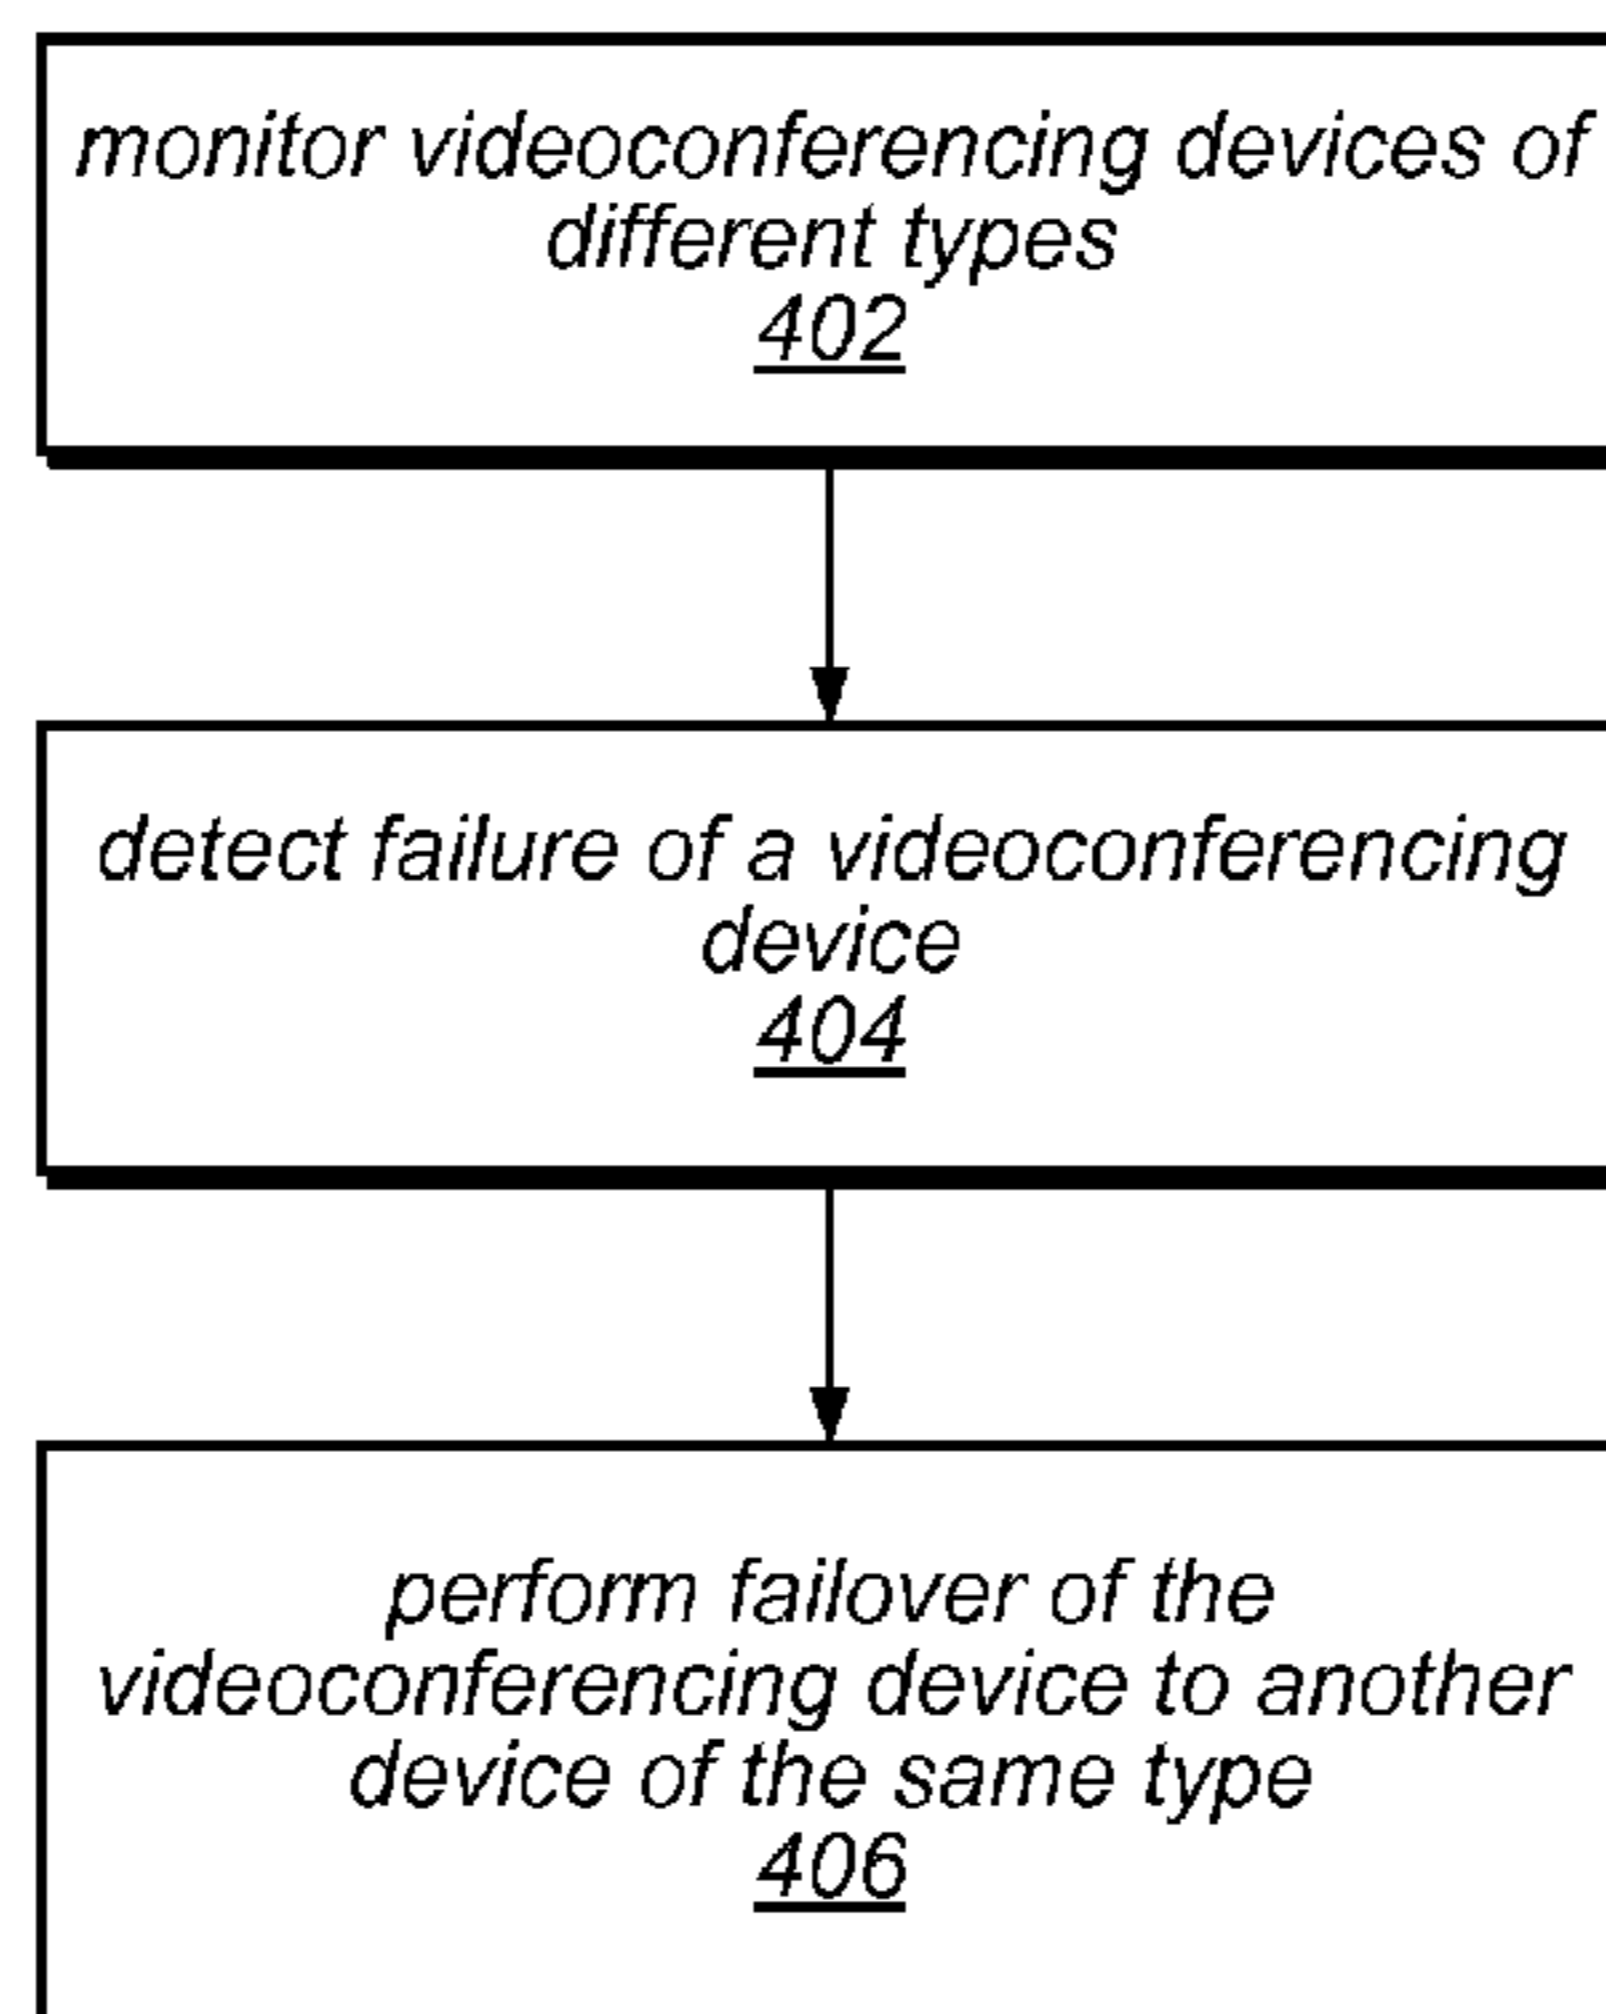 monitor videoconferencing devices of
different types
402
detect failure of a videoconferencing
device
404
perform failover of the
videoconferencing device to another
device of the same type
406